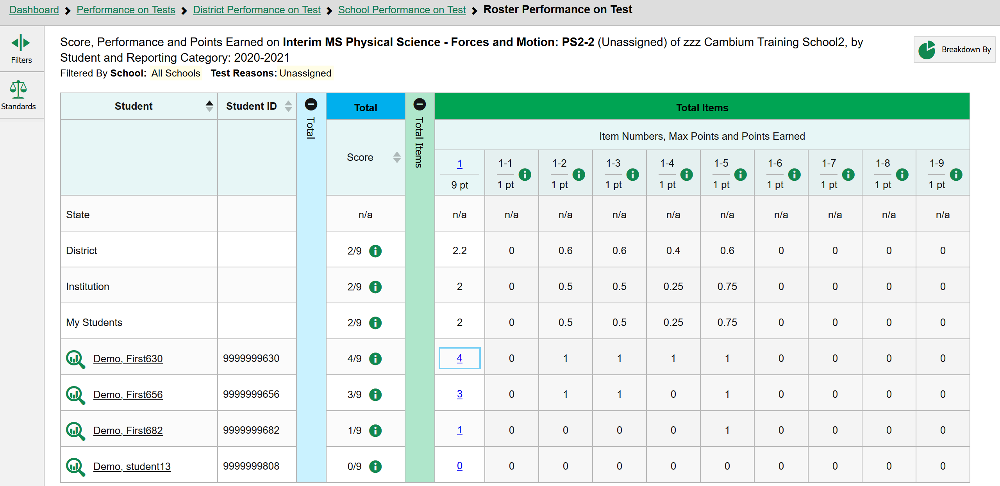 Dashboard > Performance on Tests > District Performance on Test > School Performance on Test > Roster Performance on Test
Filters
Standards
Score, Performance and Points Earned on Interim MS Physical Science - Forces and Motion: PS2-2 (Unassigned) of zzz Cambium Training School2, by
Student and Reporting Category: 2020-2021
Filtered By School: All Schools Test Reasons: Unassigned
Breakdown By
Student Student ID Total Total Total Items Total Items
Item Numbers, Max Points and Points Earned
Score
1 1-1 1-2 1-3 1-4 1-5 1-6 1-7 1-8 1-9
9 pt 1 pt 1 pt 1 pt 1 pt 1 pt 1 pt 1 pt 1 pt 1 pt
State n/a n/a n/a n/a n/a n/a n/a n/a n/a n/a n/a
District 2/9 2.2 0 0.6 0.6 0.4 0.6 0 0 0 0
Institution 2/9 2 0 0.5 0.5 0.25 0.75 0 0 0 0
My Students 2/9 2 0 0.5 0.5 0.25 0.75 0 0 0 0
Demo, First630 9999999630 4/9 4 0 1 1 1 1 0 0 0 0
Demo, First656 9999999656 3/9 3 0 1 1 0 1 0 0 0 0
Demo, First682 9999999682 1/9 1 0 0 0 0 1 0 0 0 0
Demo, student13 9999999808 0/9 0 0 0 0 0 0 0 0 0 0